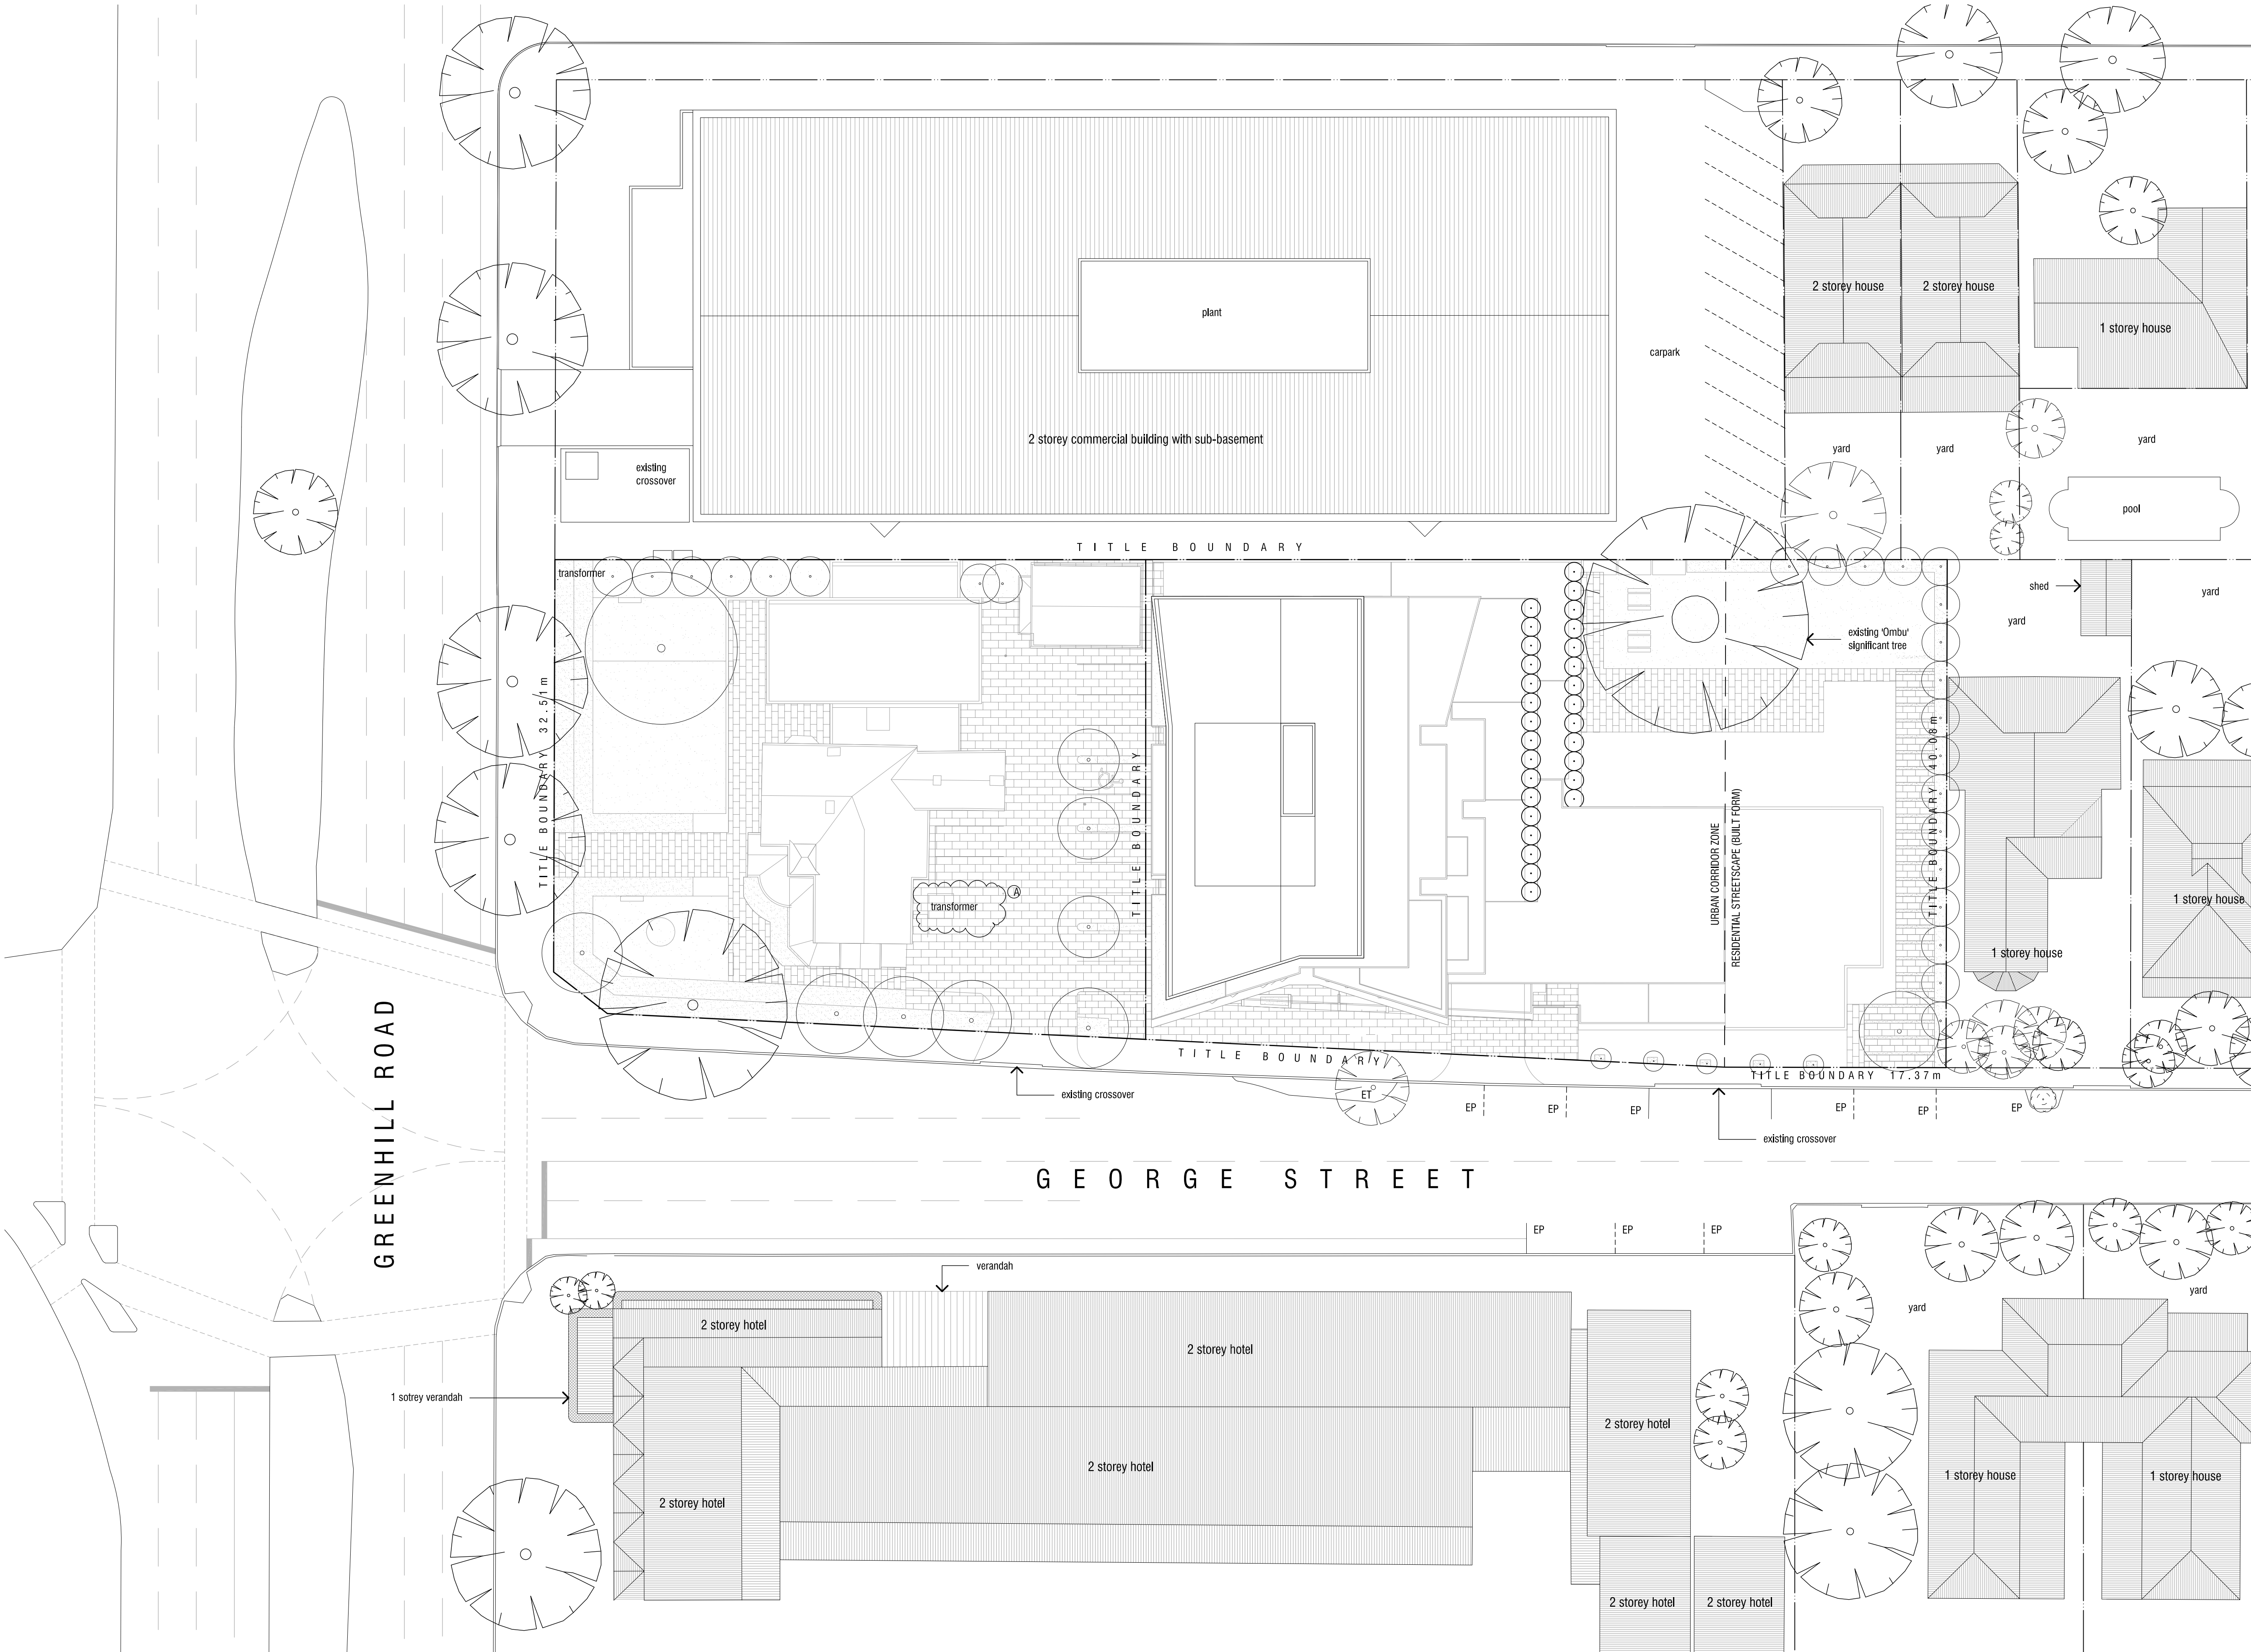 2 storey house
2 storey house
plant
1 storey house
carpark
2 storey commercial building with sub-basement
yard
yard
yard
existing
crossover
pool
TITLE BOUNDARY
transformer
shed
yard
yard
existing 'Ombu'
significant tree
TITLE BOUNDARY 32.51m
TITLE BOUNDARY
URBAN CORRIDOR ZONE
RESIDENTIAL STREETSCAPE (BUILT FORM)
TITLE BOUNDARY 40.08m
transformer
A
1 storey house
1 storey house
GREENHILL ROAD
TITLE BOUNDARY
TITLE BOUNDARY 17.37m
existing crossover
ET
EP
EP
EP
EP
EP
EP
existing crossover
GEORGE STREET
EP
EP
EP
verandah
yard
yard
2 storey hotel
2 storey hotel
1 sotrey verandah
2 storey hotel
2 storey hotel
2 storey hotel
1 storey house
1 storey house
2 storey hotel
2 storey hotel